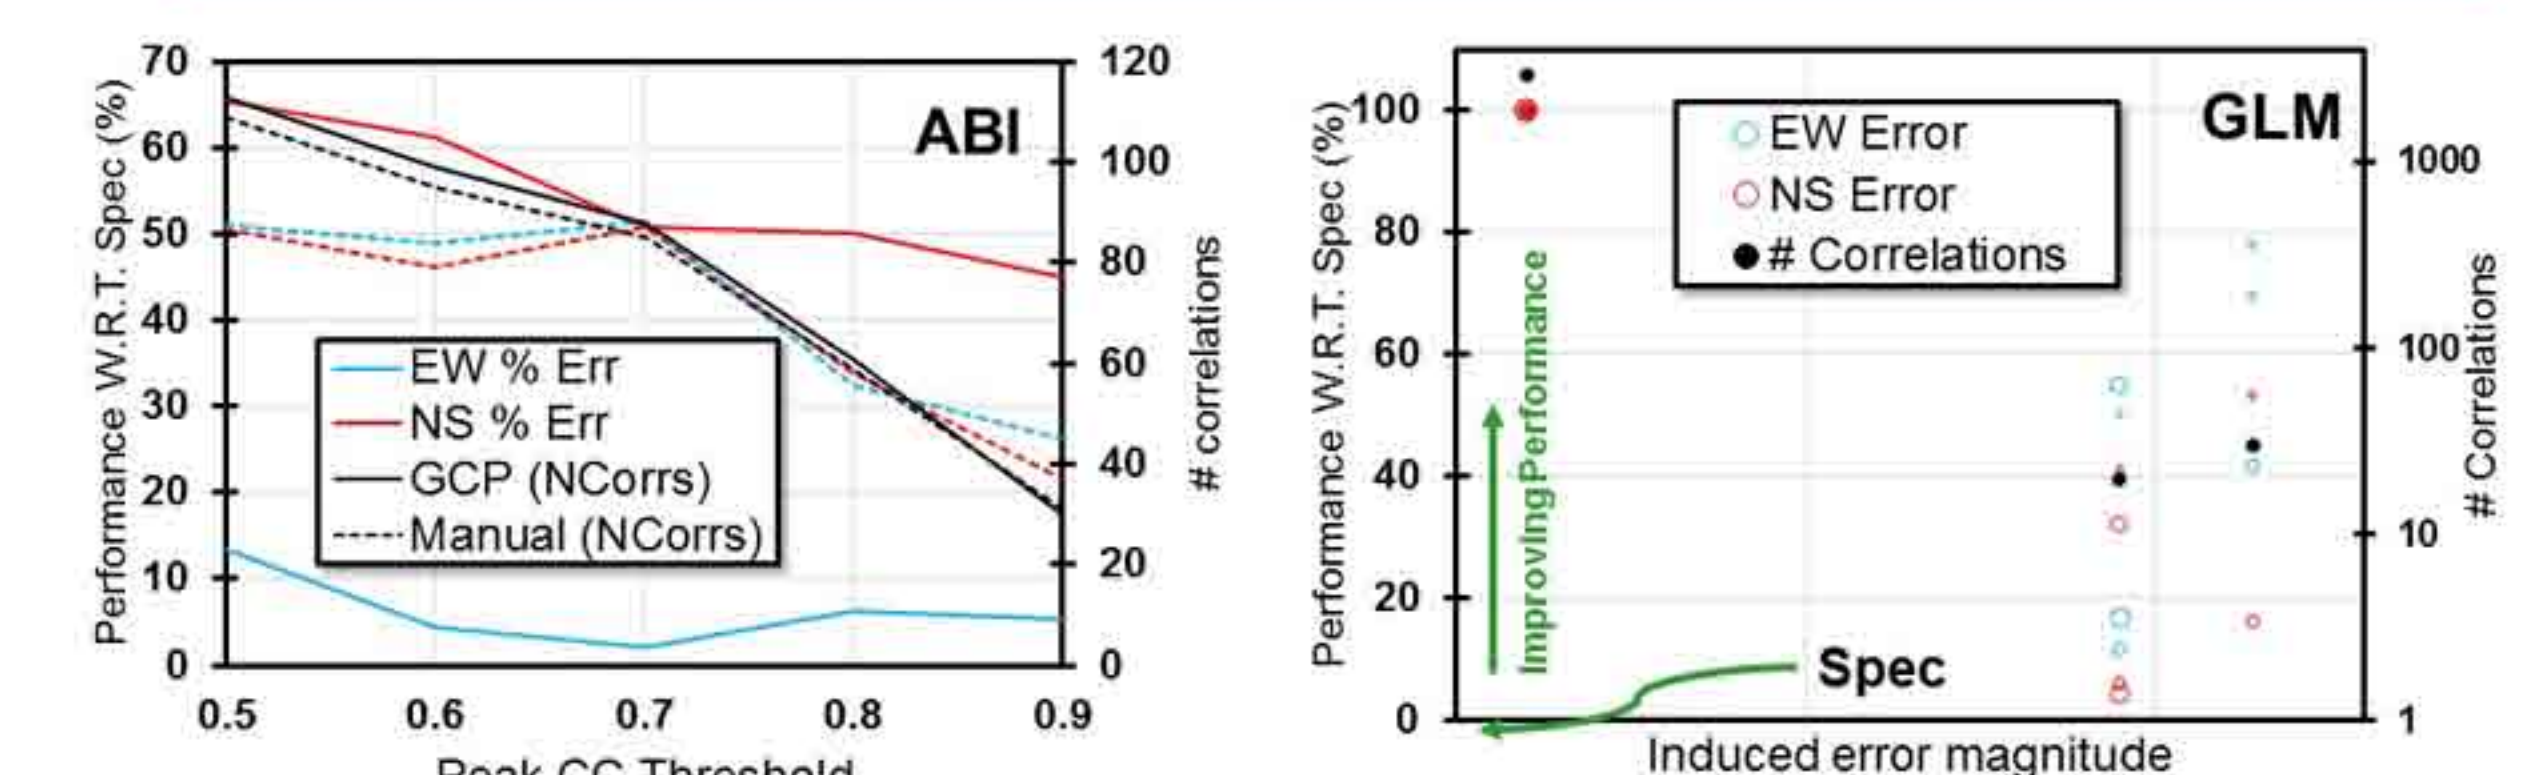 70
60
50
40
30
20
10
0
Performance W.R.T. Spec (%)
120
100
80
60
40
20
0
# correlations
ABI
EW % Err
NS % Err
GCP (NCorrs)
Manual (NCorrs)
0.5 0.6 0.7 0.8 0.9
Peak CC Threshold
100
80
60
40
20
0
Performance W.R.T. Spec (%)
1000
100
10
1
# Correlations
GLM
EW Error
NS Error
# Correlations
Improving Performance
Spec
Induced error magnitude